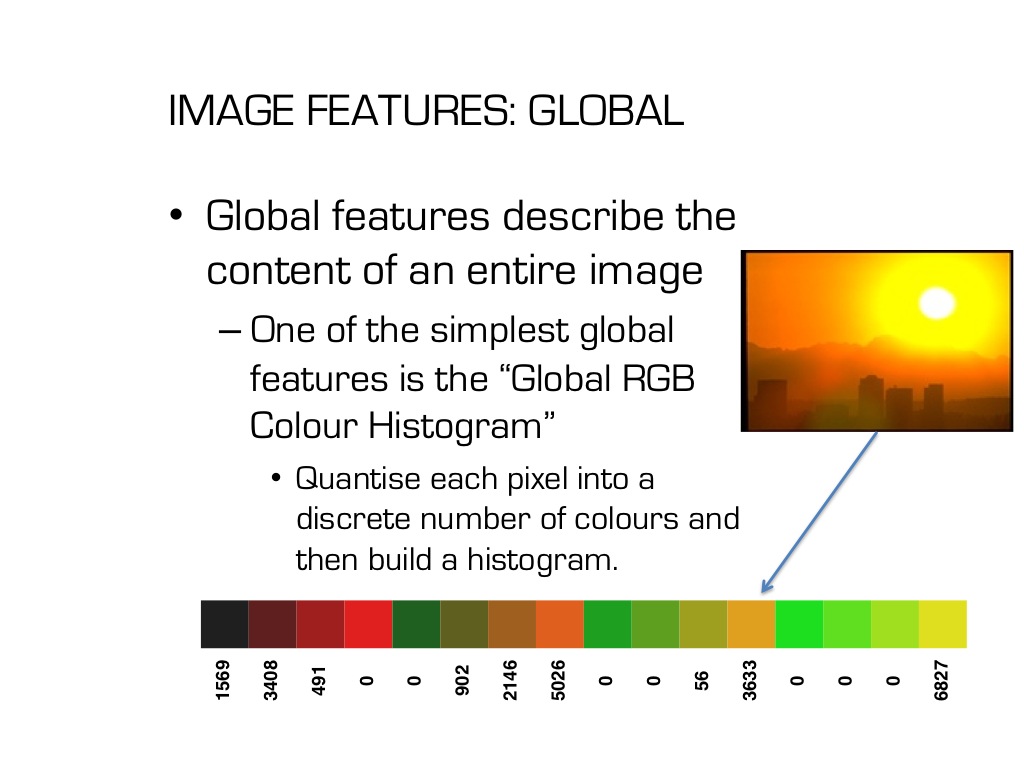 IMAGE FEATURES: GLOBAL
• Global features describe the
content of an entire image
– One of the simplest global
features is the “Global RGB
Colour Histogram”
• Quantise each pixel into a
discrete number of colours and
then build a histogram.
1569 3408 491 0 0 902 2146 5026 0 0 56 3633 0 0 0 6827